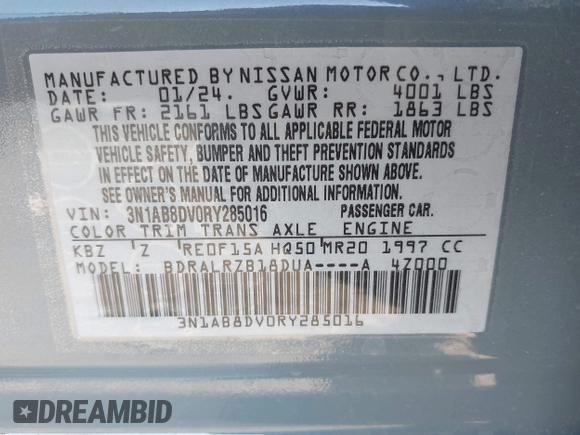 MANUFACTURED BY NISSAN MOTOR CO., LTD.
DATE: 01/24. GVWR: 4001 LBS
GAWR FR: 2161 LBS GAWR RR: 1863 LBS
THIS VEHICLE CONFORMS TO ALL APPLICABLE FEDERAL MOTOR
VEHICLE SAFETY, BUMPER AND THEFT PREVENTION STANDARDS
IN EFFECT ON THE DATE OF MANUFACTURE SHOWN ABOVE.
SEE OWNER'S MANUAL FOR ADDITIONAL INFORMATION.
VIN: 3N1AB8DV0RY285016 PASSENGER CAR.
COLOR TRIM TRANS AXLE ENGINE
KBZ Z RE0F15A HQ50 MR20 1997 CC
MODEL: BDRALRZB18DUA----A 4Z000
3N1AB8DV0RY285016
DREAMBID